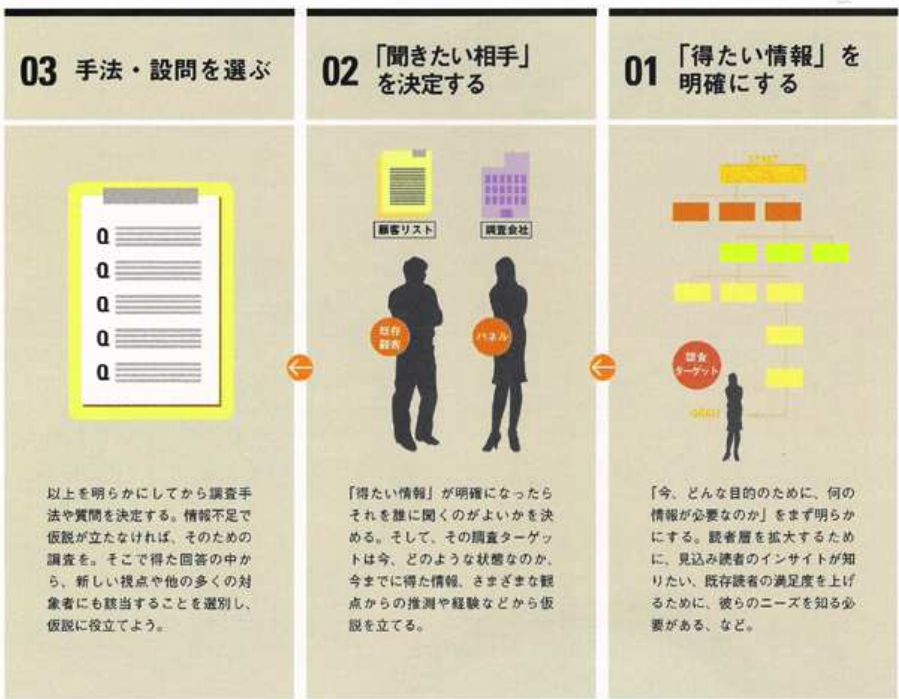 01 「得たい情報」を
明確にする
START
調査
ターゲット
GOAL!
「今、どんな目的のために、何の
情報が必要なのか」をまず明らか
にする。読者層を拡大するため
に、見込み読者のインサイトが知
りたい、既存読者の満足度を上げ
るために、彼らのニーズを知る必
要がある、など。
02 「聞きたい相手」
を決定する
顧客リスト
調査会社
既存
顧客
パネル
「得たい情報」が明確になったら
それを誰に聞くのがよいかを決
める。そして、その調査ターゲッ
トは今、どのような状態なのか、
今までに得た情報、さまざまな観
点からの推測や経験などから仮
説を立てる。
03 手法・設問を選ぶ
Q
Q
Q
Q
Q
以上を明らかにしてから調査手
法や質問を決定する。情報不足で
仮説が立たなければ、そのための
調査を。そこで得た回答の中か
ら、新しい視点や他の多くの対
象者にも該当することを選別し、
仮説に役立てよう。